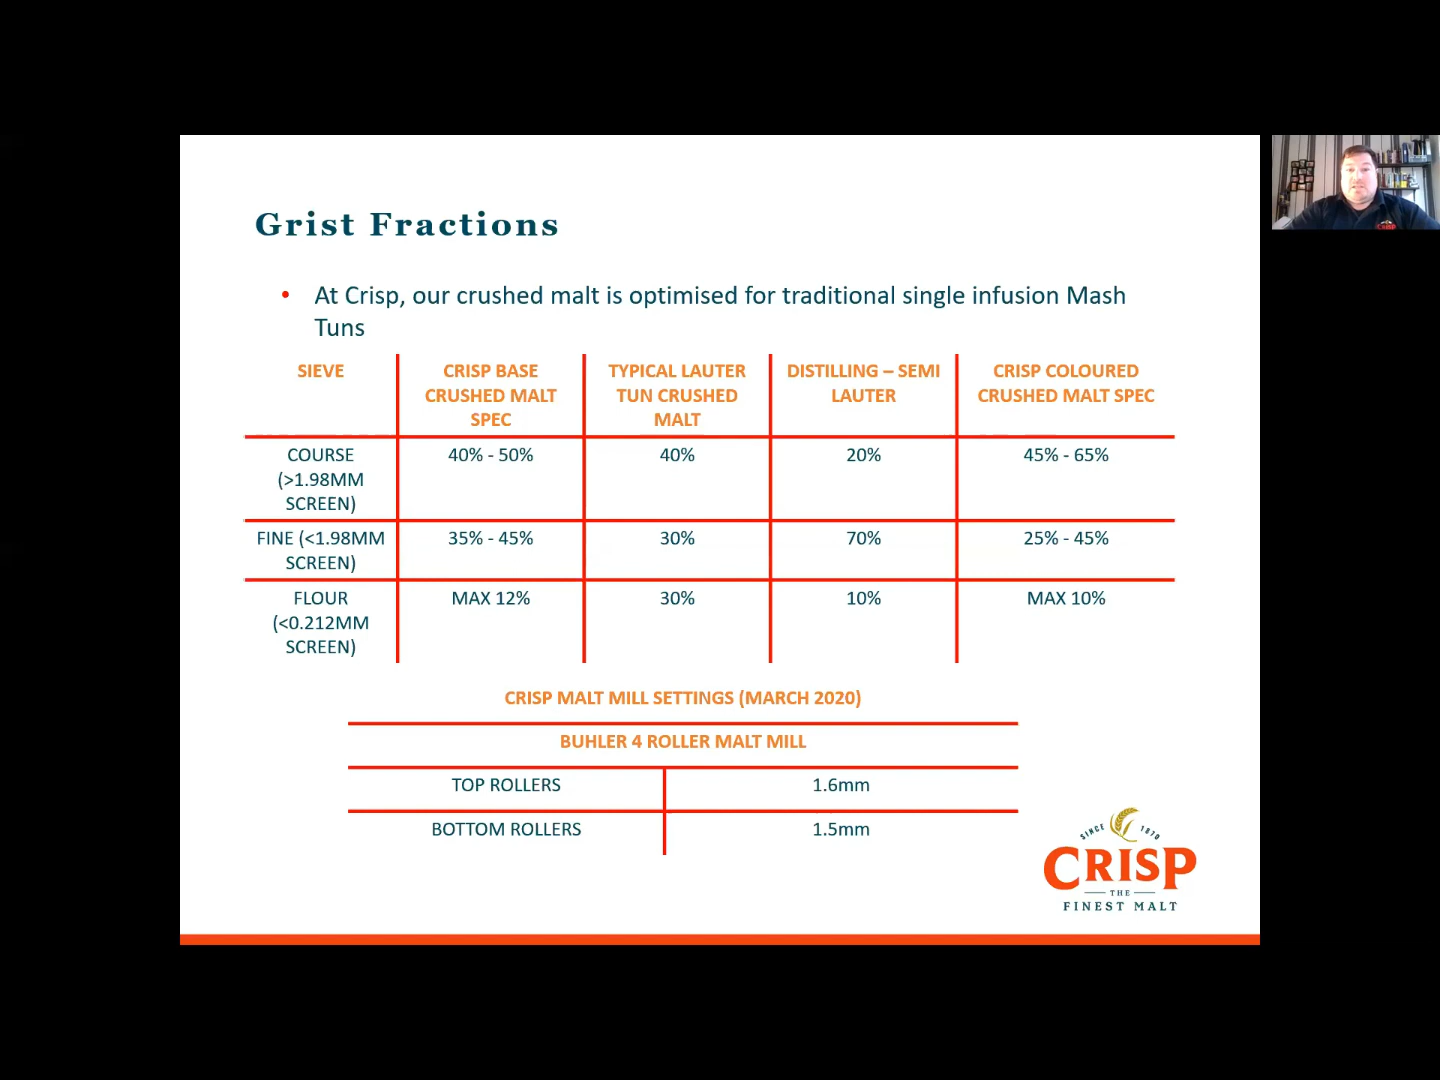 Grist Fractions
• At Crisp, our crushed malt is optimised for traditional single infusion Mash
Tuns
SIEVE
CRISP BASE
CRUSHED MALT
SPEC
TYPICAL LAUTER
TUN CRUSHED
MALT
DISTILLING – SEMI
LAUTER
CRISP COLOURED
CRUSHED MALT SPEC
COURSE
(>1.98MM
SCREEN)
40% - 50%
40%
20%
45% - 65%
FINE (<1.98MM
SCREEN)
35% - 45%
30%
70%
25% - 45%
FLOUR
(<0.212MM
SCREEN)
MAX 12%
30%
10%
MAX 10%
CRISP MALT MILL SETTINGS (MARCH 2020)
BUHLER 4 ROLLER MALT MILL
TOP ROLLERS
1.6mm
BOTTOM ROLLERS
1.5mm
SINCE 1870
CRISP
THE
FINEST MALT
CRISP